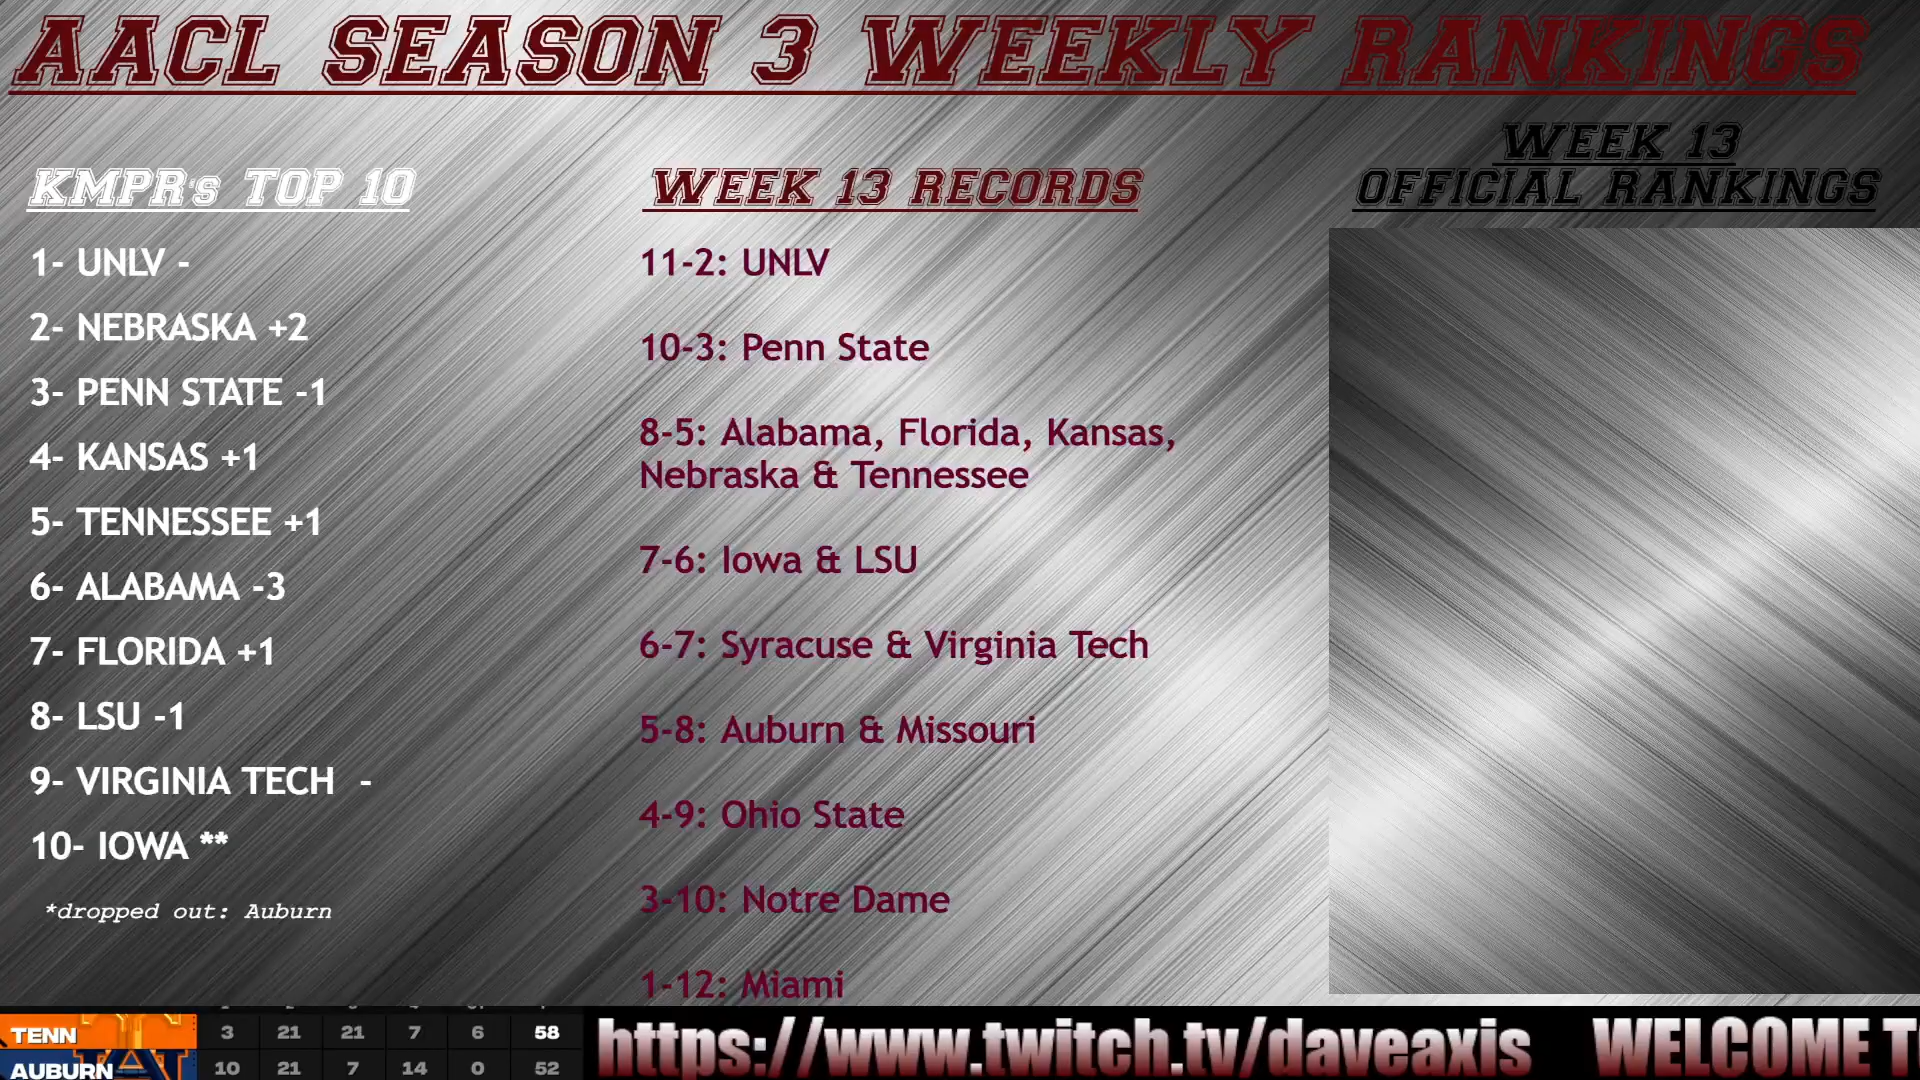 AACL SEASON 3 WEEKLY RANKINGS
KMPR's TOP 10
1- UNLV -
2- NEBRASKA +2
3- PENN STATE -1
4- KANSAS +1
5- TENNESSEE +1
6- ALABAMA -3
7- FLORIDA +1
8- LSU -1
9- VIRGINIA TECH -
10- IOWA **
*dropped out: Auburn
WEEK 13 RECORDS
11-2: UNLV
10-3: Penn State
8-5: Alabama, Florida, Kansas,
Nebraska & Tennessee
7-6: Iowa & LSU
6-7: Syracuse & Virginia Tech
5-8: Auburn & Missouri
4-9: Ohio State
3-10: Notre Dame
1-12: Miami
WEEK 13
OFFICIAL RANKINGS
TENN 3 21 21 7 6 58
AUBURN 10 21 7 14 0 52
https://www.twitch.tv/daveaxis WELCOME